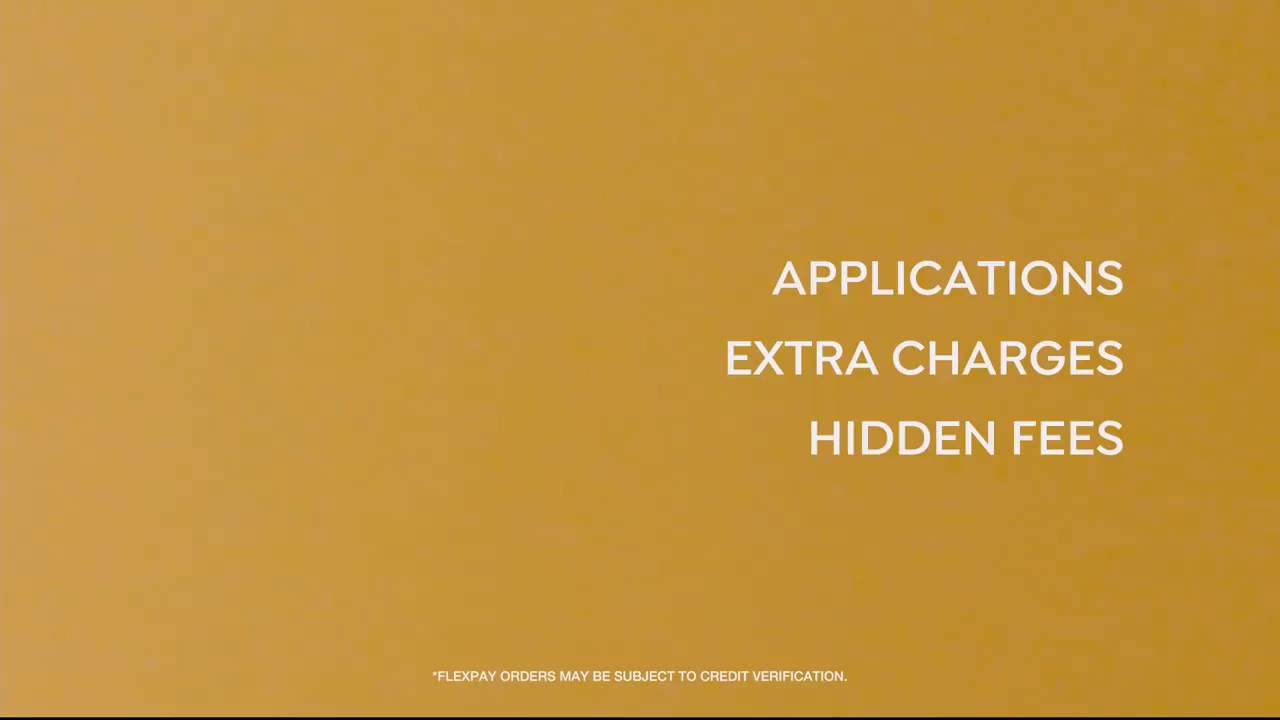 APPLICATIONS
EXTRA CHARGES
HIDDEN FEES
*FLEXPAY ORDERS MAY BE SUBJECT TO CREDIT VERIFICATION.